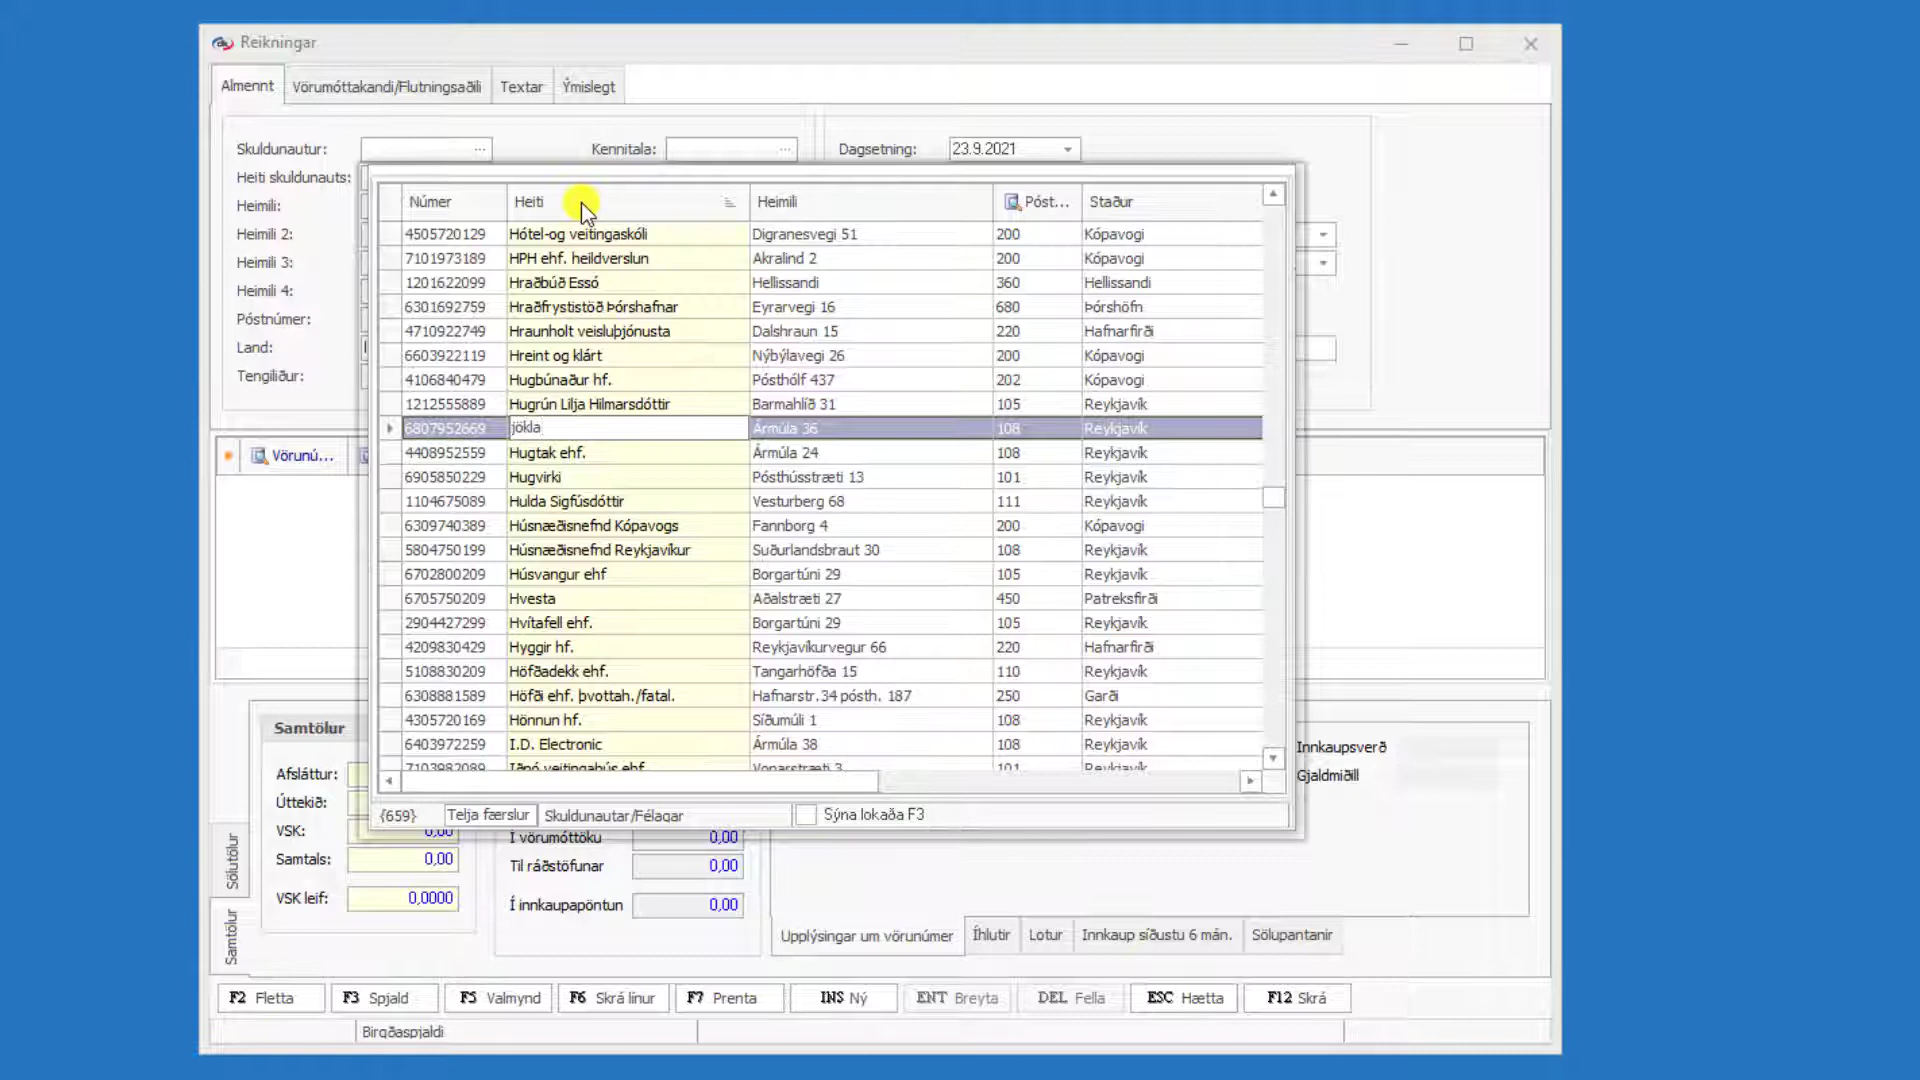 Reikningar
Almennt Vörumóttakandi/Flutningsaðili Textar Ýmislegt
Skuldunautur: ... Kennitala: ... Dagsetning: 23.9.2021
Heiti skuldunauts:
Heimili:
Heimili 2:
Heimili 3:
Heimili 4:
Póstnúmer:
Land:
Tengiliður:
Vörunú...
Númer Heiti Heimili Póst... Staður
4505720129 Hótel-og veitingaskóli Digranesvegi 51 200 Kópavogi
7101973189 HPH ehf. heildverslun Akralind 2 200 Kópavogi
1201622099 Hraðbúð Essó Hellissandi 360 Hellissandi
6301692759 Hraðfrystistöð Þórshafnar Eyrarvegi 16 680 Þórshöfn
4710922749 Hraunholt veisluþjónusta Dalshraun 15 220 Hafnarfirði
6603922119 Hreint og klárt Nýbýlavegi 26 200 Kópavogi
4106840479 Hugbúnaður hf. Pósthólf 437 202 Kópavogi
1212555889 Hugrún Lilja Hilmarsdóttir Barmahlíð 31 105 Reykjavík
6807952669 jökla Ármúla 36 108 Reykjavík
4408952559 Hugtak ehf. Ármúla 24 108 Reykjavík
6905850229 Hugvirki Pósthússtræti 13 101 Reykjavík
1104675089 Hulda Sigfúsdóttir Vesturberg 68 111 Reykjavík
6309740389 Húsnæðisnefnd Kópavogs Fannborg 4 200 Kópavogi
5804750199 Húsnæðisnefnd Reykjavíkur Suðurlandsbraut 30 108 Reykjavík
6702800209 Húsvangur ehf Borgartúni 29 105 Reykjavík
6705750209 Hvesta Aðalstræti 27 450 Patreksfirði
2904427299 Hvítafell ehf. Borgartúni 29 105 Reykjavík
4209830429 Hyggir hf. Reykjavíkurvegur 66 220 Hafnarfirði
5108830209 Höfðadekk ehf. Tangarhöfða 15 110 Reykjavík
6308881589 Höfði ehf. þvottah./fatal. Hafnarstr.34 pósth. 187 250 Garði
4305720169 Hönnun hf. Síðumúli 1 108 Reykjavík
6403972259 I.D. Electronic Ármúla 38 108 Reykjavík
7103982089 Iðnó veitingahús ehf Vonarstræti 3 101 Reykjavík
{659} Telja færslur Skuldunautar/Félagar Sýna lokaða F3
Samtölur
Afsláttur:
Úttekið:
VSK: 0,00
Samtals: 0,00
VSK leif: 0,0000
Sölutölur
Samtölur
Í vörumóttöku 0,00
Til ráðstöfunar 0,00
Í innkaupapöntun 0,00
Innkaupsverð
Gjaldmiðill
Upplýsingar um vörunúmer Íhlutir Lotur Innkaup síðustu 6 mán. Sölupantanir
F2 Fletta F3 Spjald F5 Valmynd F6 Skrá línur F7 Prenta INS Ný ENT Breyta DEL Fella ESC Hætta F12 Skrá
Birgðaspjaldi